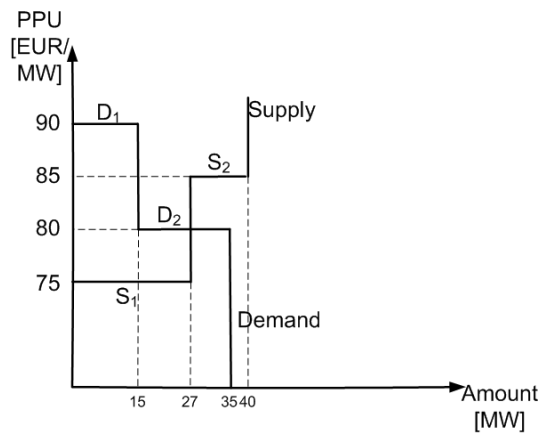 PPU
[EUR/
MW]
90
D₁
Supply
85
S₂
80
D₂
75
S₁
Demand
15
27
35
40
Amount
[MW]